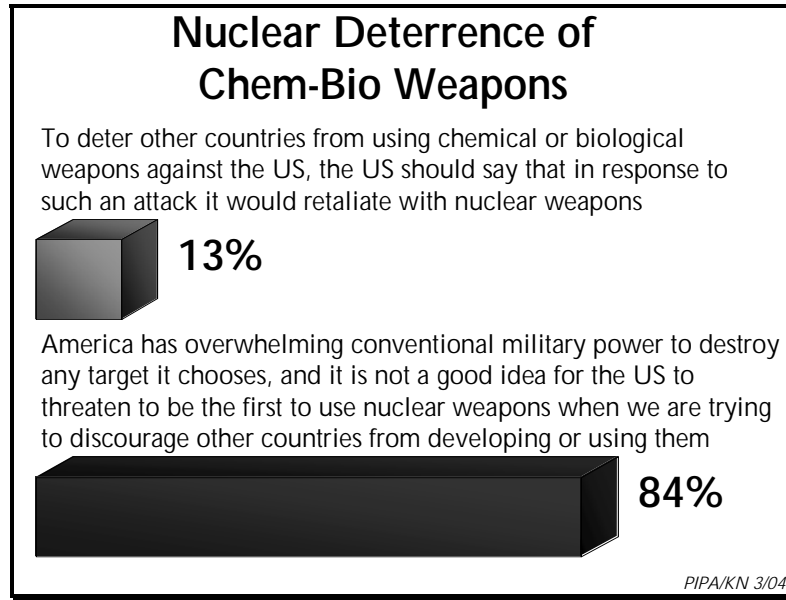 Nuclear Deterrence of
Chem-Bio Weapons
To deter other countries from using chemical or biological
weapons against the US, the US should say that in response to
such an attack it would retaliate with nuclear weapons
13%
America has overwhelming conventional military power to destroy
any target it chooses, and it is not a good idea for the US to
threaten to be the first to use nuclear weapons when we are trying
to discourage other countries from developing or using them
84%
PIPA/KN 3/04